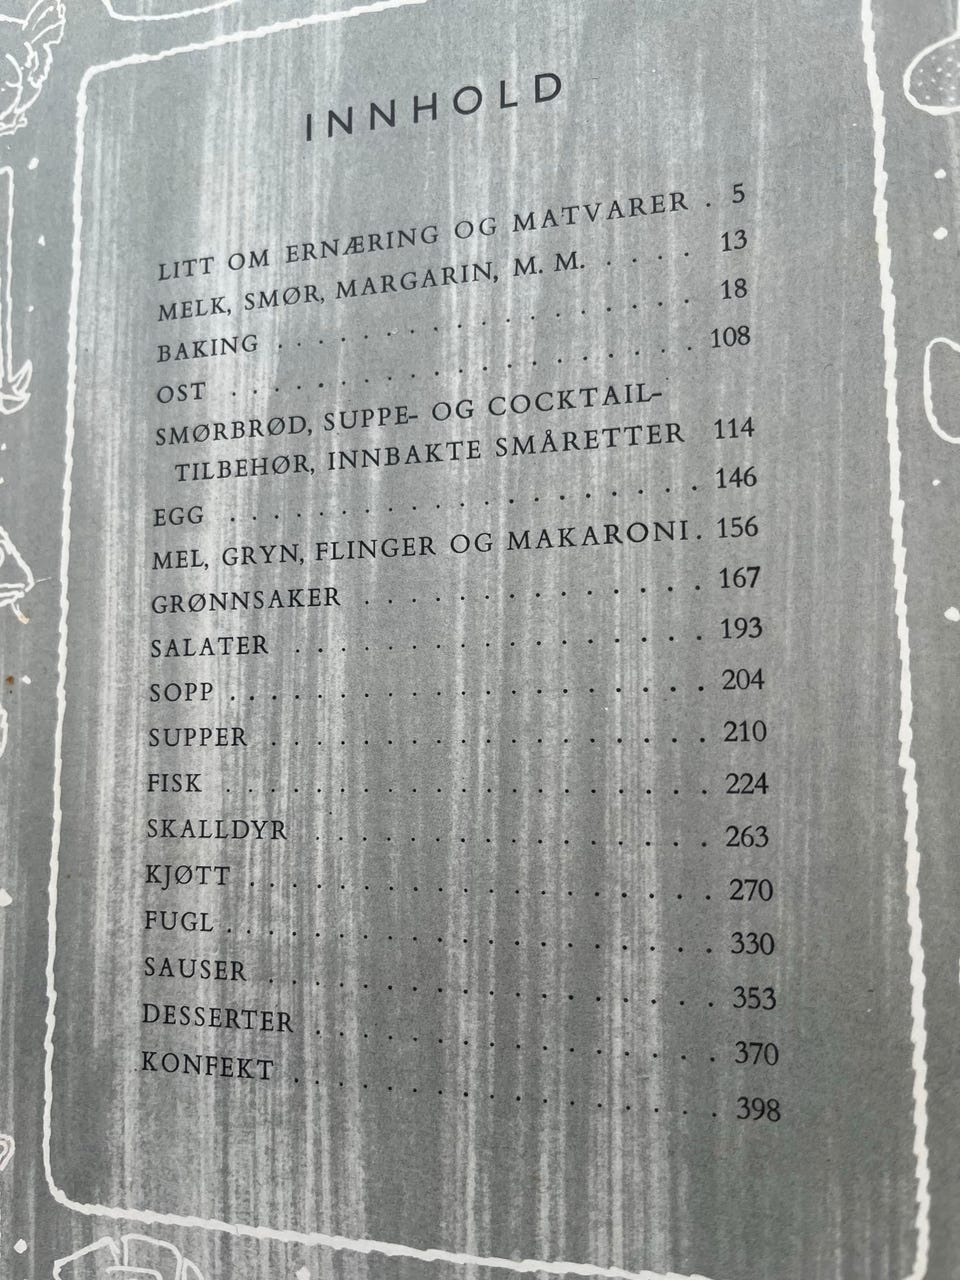 INNHOLD
LITT OM ERNÆRING OG MATVARER . 5
MELK, SMØR, MARGARIN, M. M. . . . . 13
BAKING . . . . . . . . . . . . . . . . 18
OST . . . . . . . . . . . . . . . . . 108
SMØRBRØD, SUPPE- OG COCKTAIL-
TILBEHØR, INNBAKTE SMÅRETTER 114
EGG . . . . . . . . . . . . . . . . . 146
MEL, GRYN, FLINGER OG MAKARONI . 156
GRØNNSAKER . . . . . . . . . . . . . 167
SALATER . . . . . . . . . . . . . . . 193
SOPP . . . . . . . . . . . . . . . . . 204
SUPPER . . . . . . . . . . . . . . . . 210
FISK . . . . . . . . . . . . . . . . . 224
SKALLDYR . . . . . . . . . . . . . . 263
KJØTT . . . . . . . . . . . . . . . . 270
FUGL . . . . . . . . . . . . . . . . . 330
SAUSER . . . . . . . . . . . . . . . . 353
DESSERTER . . . . . . . . . . . . . . 370
KONFEKT . . . . . . . . . . . . . . . 398